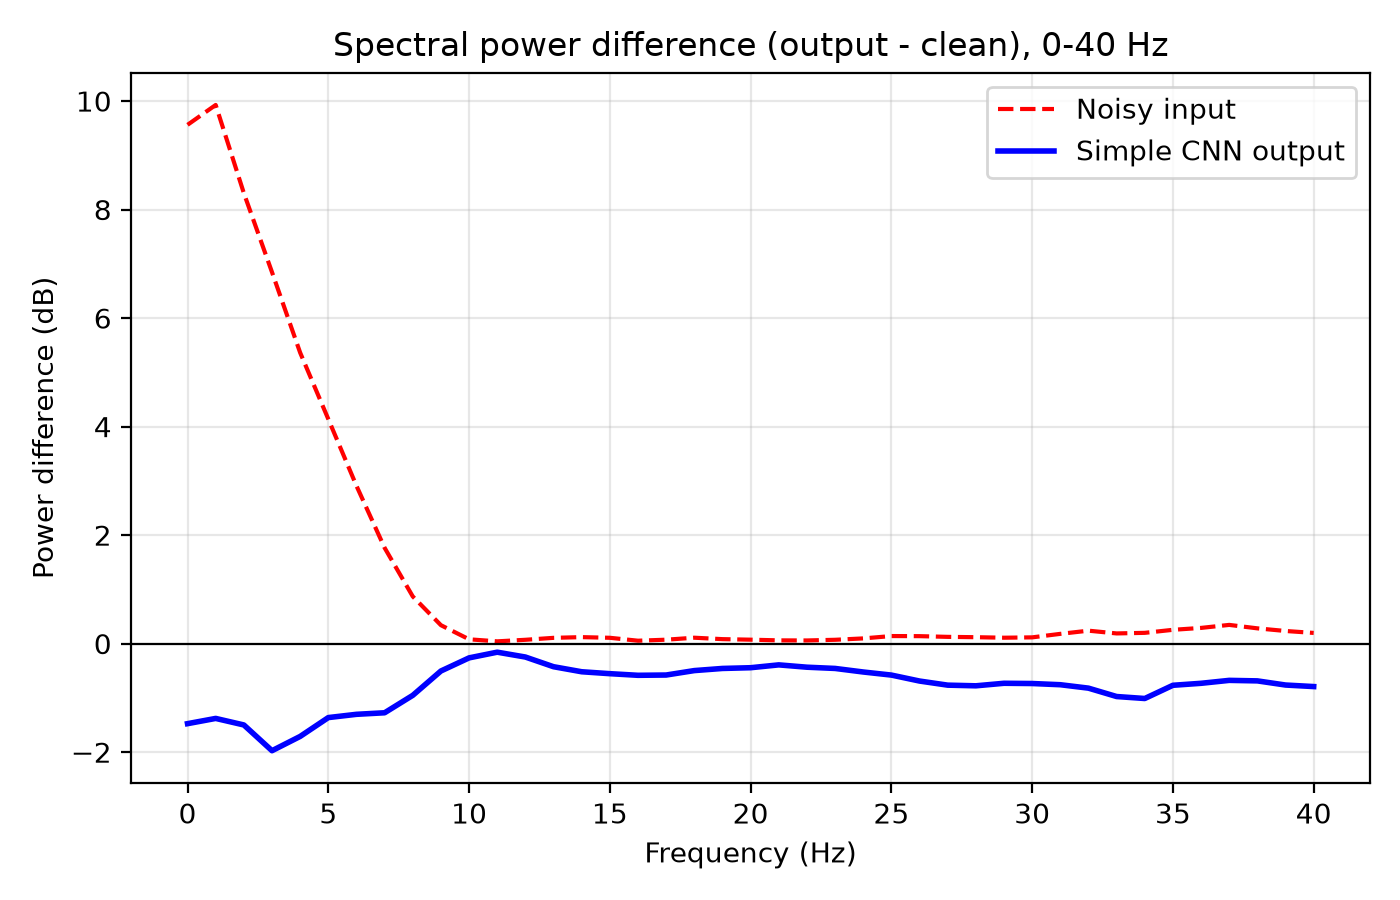 Spectral power difference (output - clean), 0-40 Hz
Noisy input
Simple CNN output
Power difference (dB)
10
8
6
4
2
0
−2
0 5 10 15 20 25 30 35 40
Frequency (Hz)